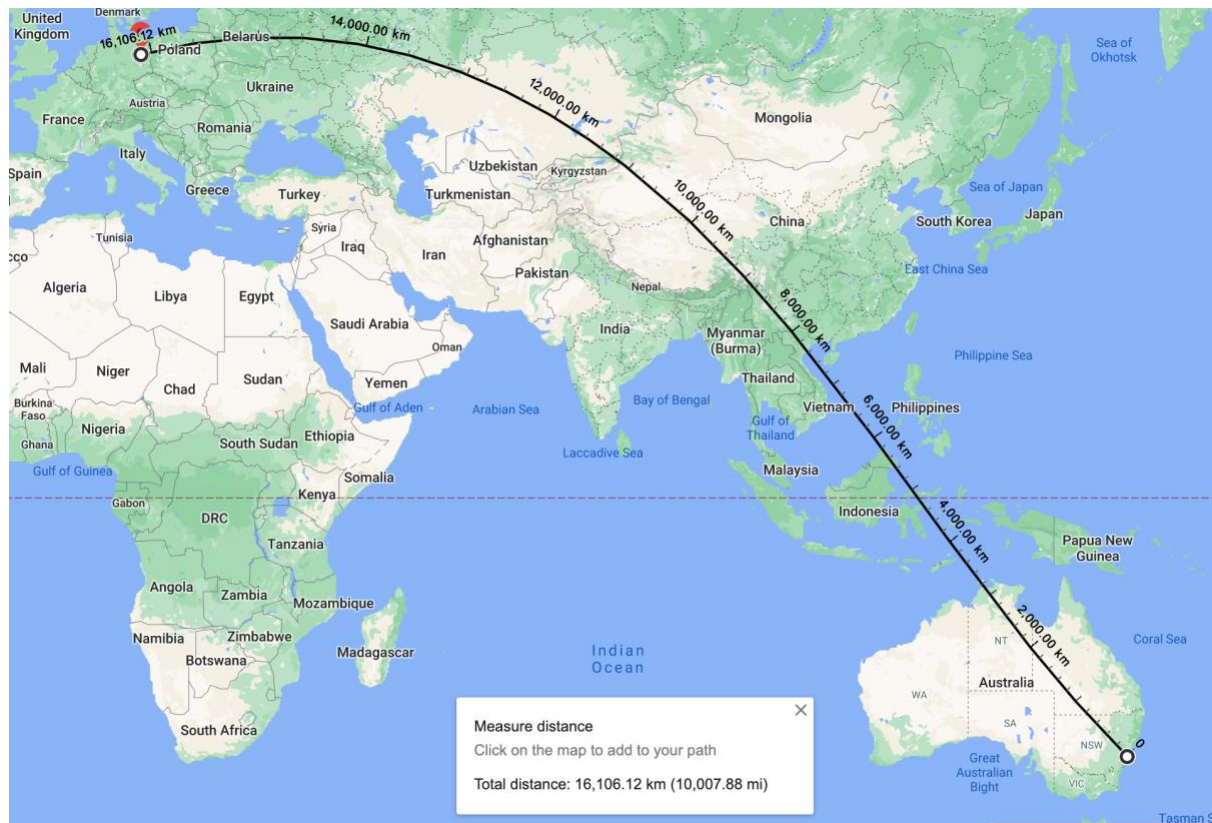 United
Kingdom
Denmark
16,106.12 km
Poland
Belarus
14,000.00 km
Sea of
Okhotsk
Ukraine
12,000.00 km
Mongolia
Austria
France
Romania
Italy
Spain
Greece
Turkey
Uzbekistan
Kyrgyzstan
Turkmenistan
10,000.00 km
Sea of Japan
Japan
South Korea
China
Tunisia
Syria
Iraq
Iran
Afghanistan
Pakistan
cco
Algeria
Libya
Egypt
Nepal
East China Sea
8,000.00 km
Saudi Arabia
India
Myanmar
(Burma)
Oman
Philippine Sea
Mali
Niger
Chad
Sudan
Yemen
Thailand
Gulf of Aden
Arabian Sea
Bay of Bengal
6,000.00 km
Burkina
Faso
Nigeria
Vietnam
Philippines
Gulf of
Thailand
Ghana
South Sudan
Ethiopia
Laccadive Sea
Gulf of Guinea
Somalia
Malaysia
Kenya
Gabon
DRC
Indonesia
4,000.00 km
Tanzania
Papua New
Guinea
Angola
Zambia
Mozambique
2,000.00 km
Namibia
Zimbabwe
Madagascar
Indian
Ocean
NT
Coral Sea
Botswana
Australia
WA
SA
South Africa
NSW
0
Great
Australian
Bight
VIC
Tasman S
Measure distance
Click on the map to add to your path
Total distance: 16,106.12 km (10,007.88 mi)